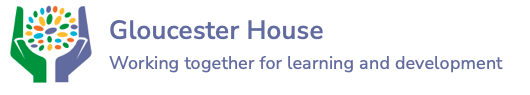 Gloucester House
Working together for learning and development